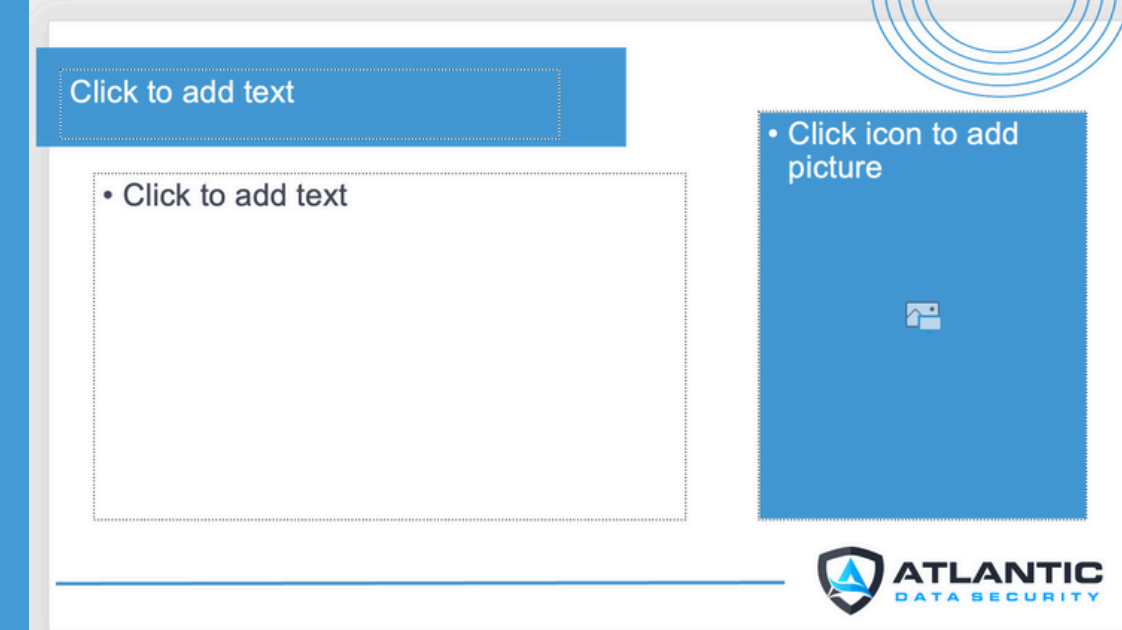 Click to add text
• Click to add text
• Click icon to add
picture
ATLANTIC
DATA SECURITY